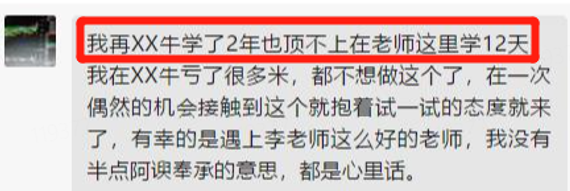 我再XX牛学了2年也顶不上在老师这里学12天
我在XX牛亏了很多米，都不想做这个了，在一次
偶然的机会接触到这个就抱着试一试的态度就来
了，有幸的是遇上李老师这么好的老师，我没有
半点阿谀奉承的意思，都是心里话。